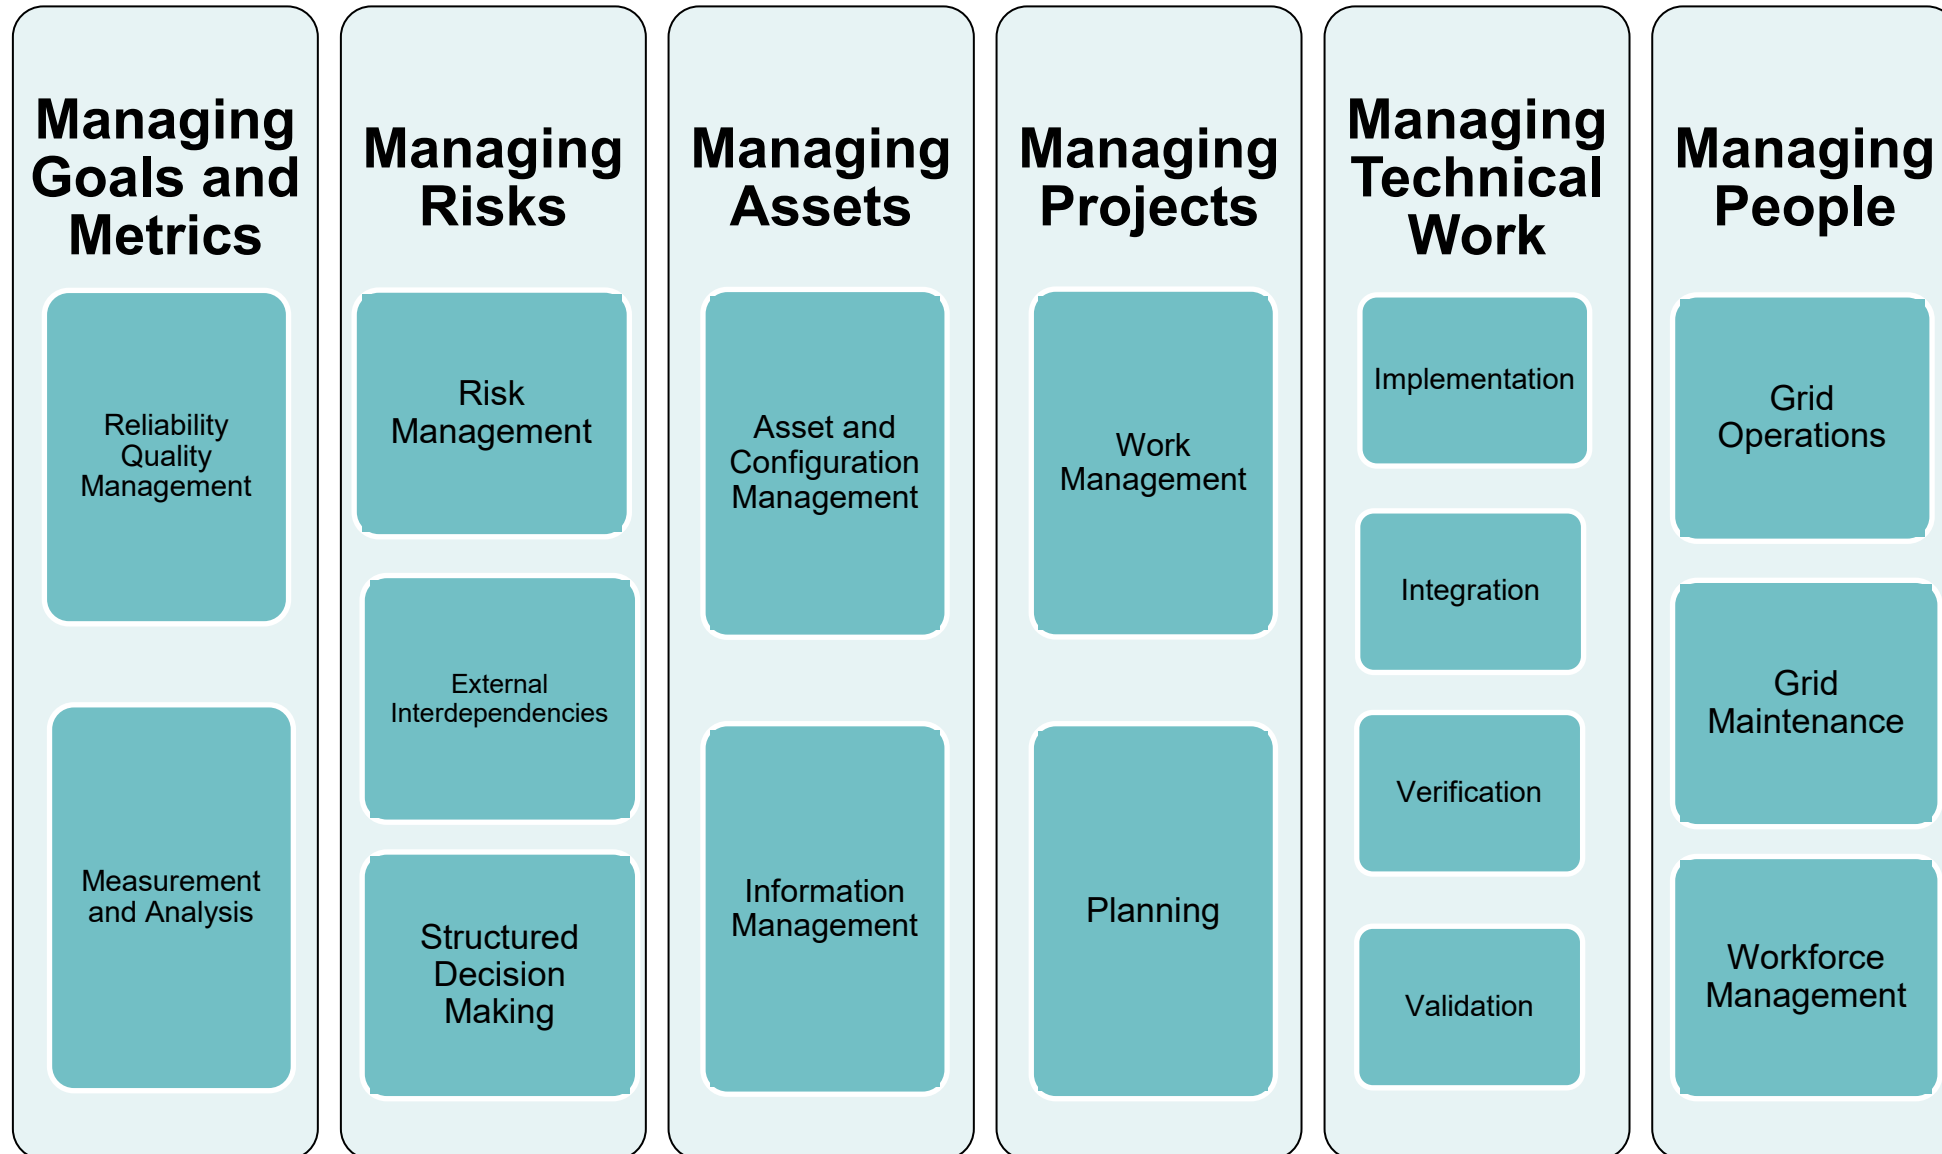 Managing
Goals and
Metrics
Reliability
Quality
Management
Measurement
and Analysis
Managing
Risks
Risk
Management
External
Interdependencies
Structured
Decision
Making
Managing
Assets
Asset and
Configuration
Management
Information
Management
Managing
Projects
Work
Management
Planning
Managing
Technical
Work
Implementation
Integration
Verification
Validation
Managing
People
Grid
Operations
Grid
Maintenance
Workforce
Management